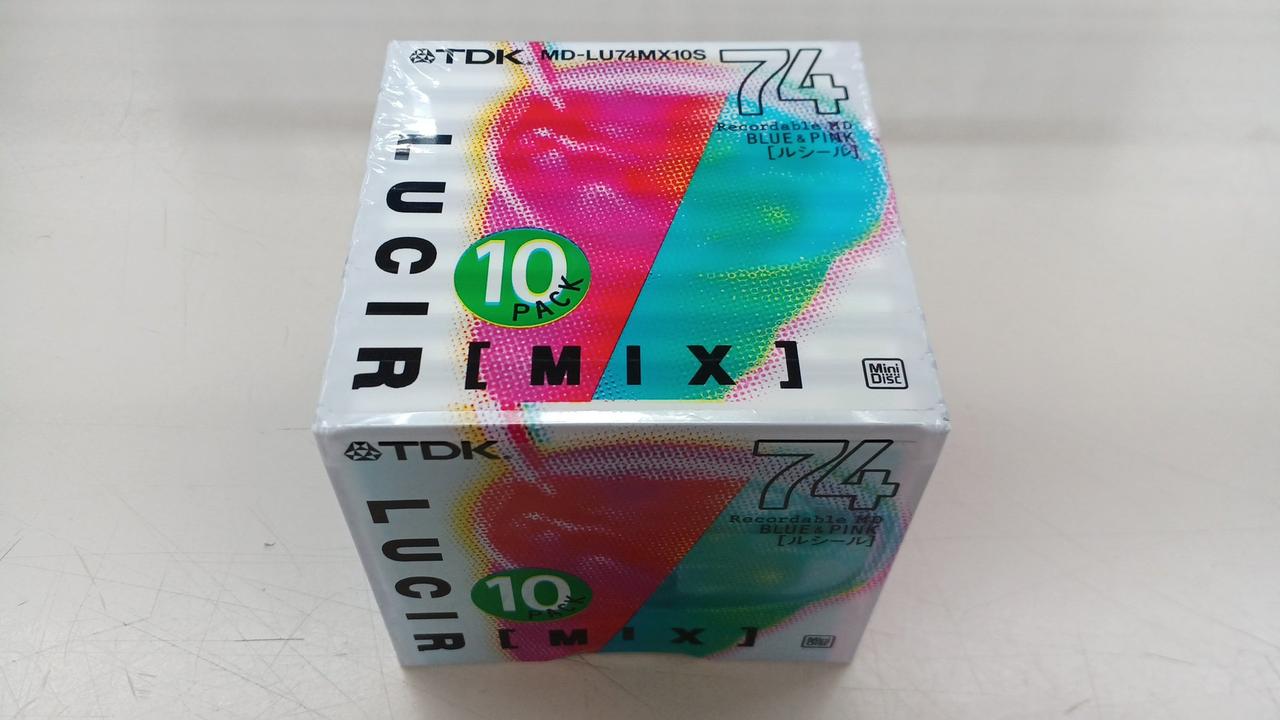 TDK MD-LU74MX10S 74
Recordable MD
BLUE & PINK
[ルシール]
LUCIR
10
PACK
[MIX]
Mini
Disc
TDK 74
Recordable MD
BLUE & PINK
[ルシール]
LUCIR
10
PACK
[MIX]